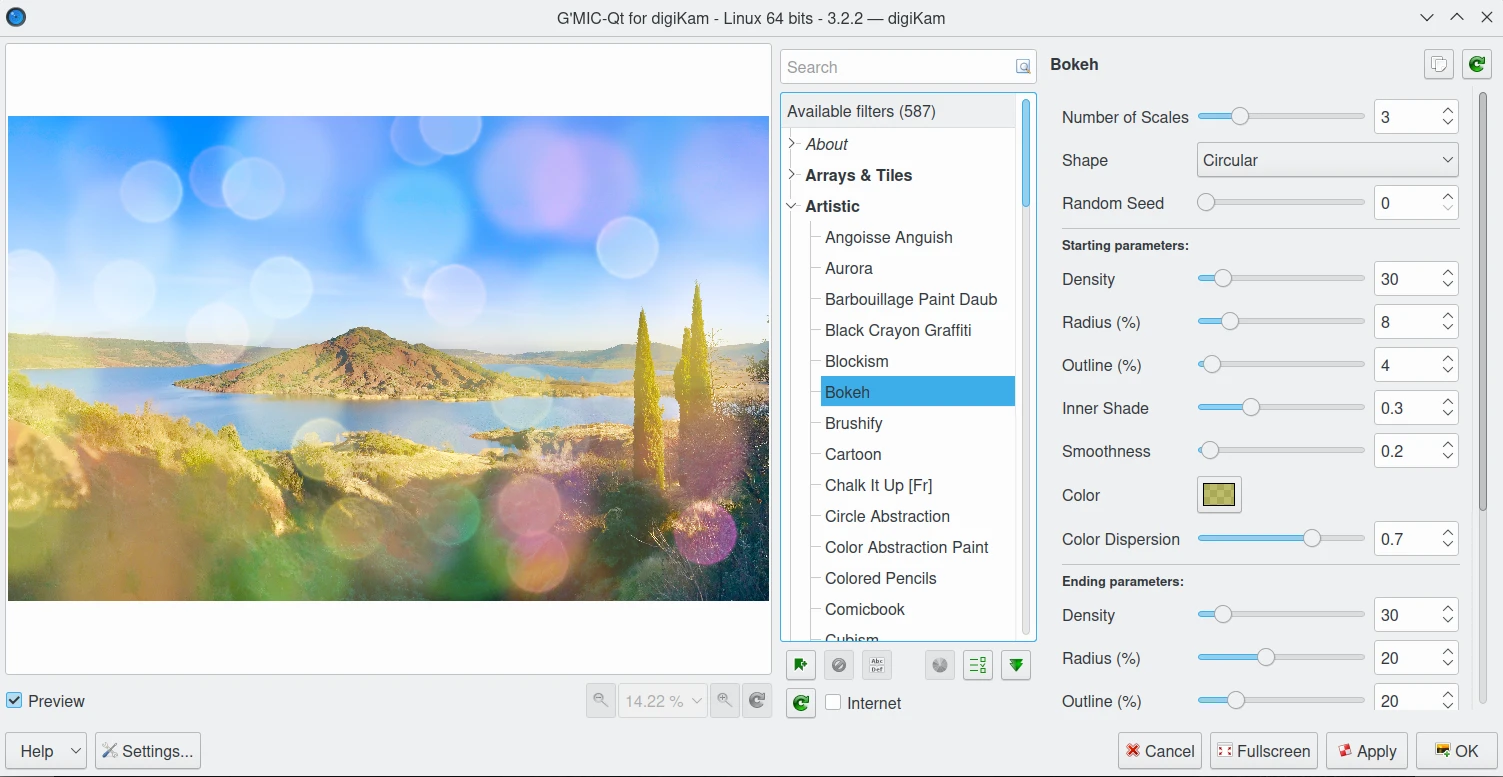 G'MIC-Qt for digiKam - Linux 64 bits - 3.2.2 — digiKam
Search
Available filters (587)
About
Arrays & Tiles
Artistic
Angoisse Anguish
Aurora
Barbouillage Paint Daub
Black Crayon Graffiti
Blockism
Bokeh
Brushify
Cartoon
Chalk It Up [Fr]
Circle Abstraction
Color Abstraction Paint
Colored Pencils
Comicbook
Cubism
Abc
Def
Internet
Bokeh
Number of Scales 3
Shape Circular
Random Seed 0
Starting parameters:
Density 30
Radius (%) 8
Outline (%) 4
Inner Shade 0.3
Smoothness 0.2
Color
Color Dispersion 0.7
Ending parameters:
Density 30
Radius (%) 20
Outline (%) 20
Preview
14.22 %
Help
Settings...
Cancel
Fullscreen
Apply
OK